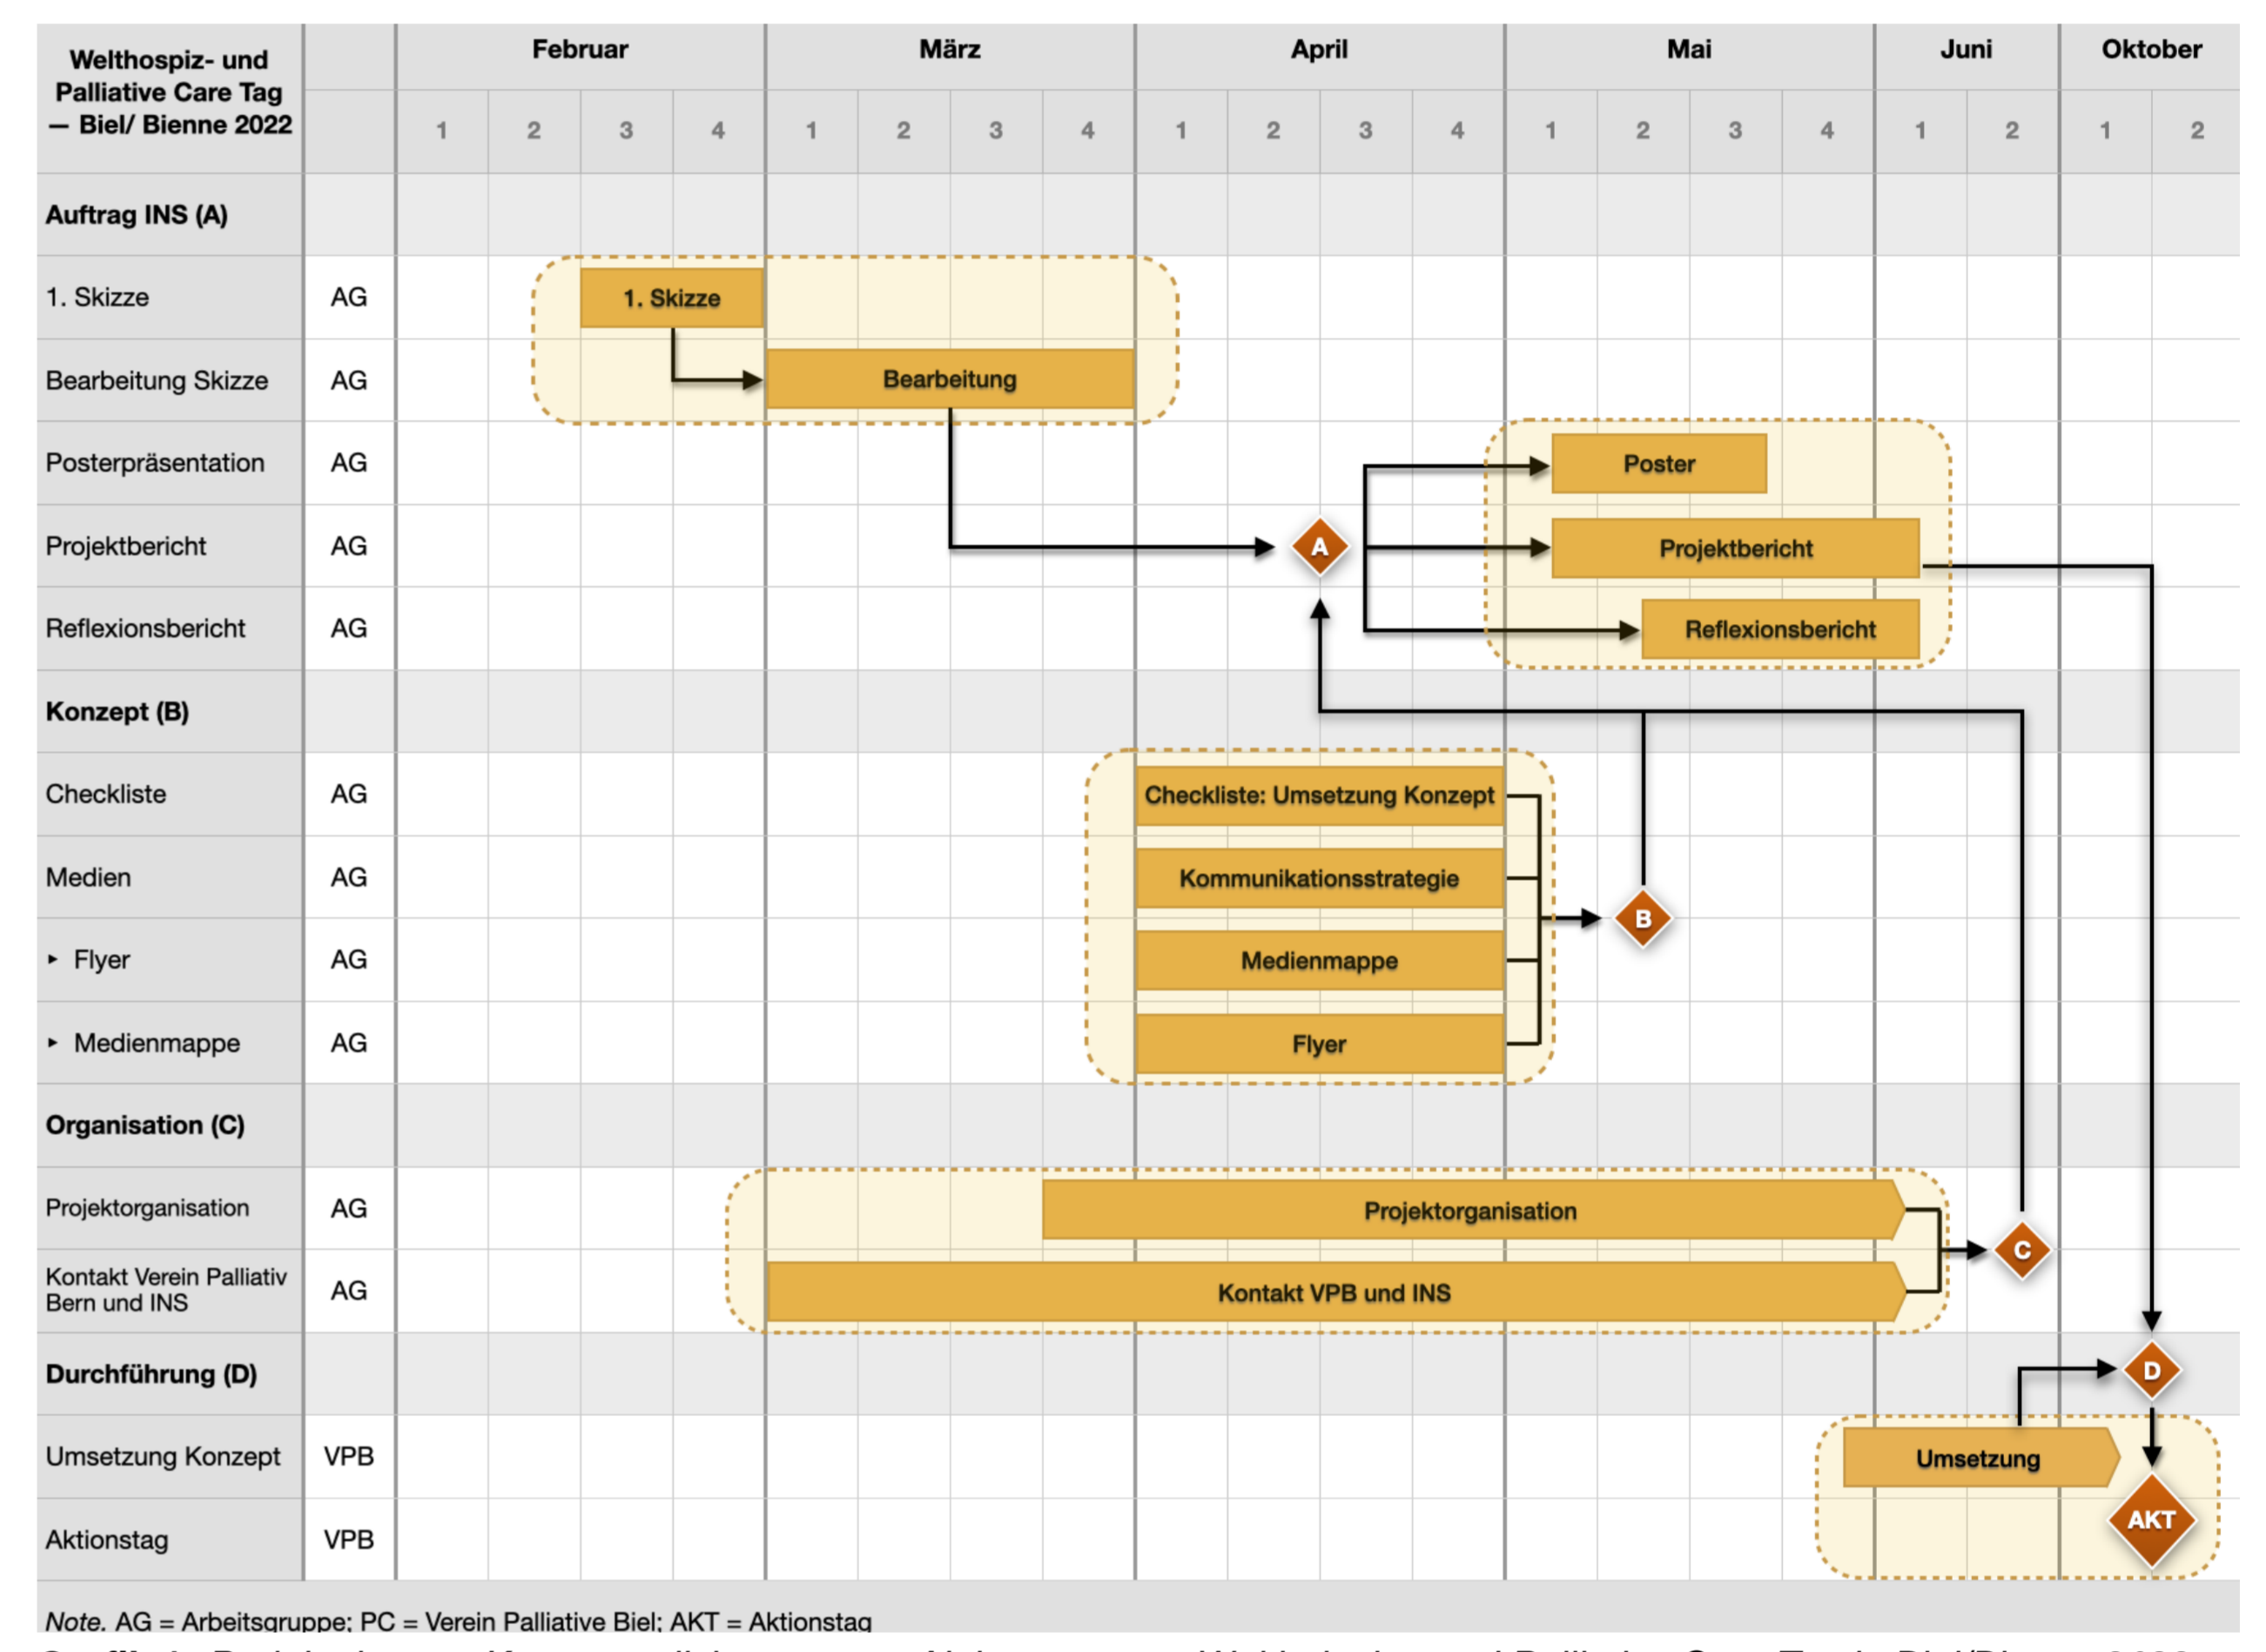 Welthospiz- und
Palliative Care Tag
— Biel/ Bienne 2022
Februar März April Mai Juni Oktober
1 2 3 4 1 2 3 4 1 2 3 4 1 2 3 4 1 2 1 2
Auftrag INS (A)
1. Skizze AG 1. Skizze
Bearbeitung Skizze AG Bearbeitung
Posterpräsentation AG Poster
Projektbericht AG A Projektbericht
Reflexionsbericht AG Reflexionsbericht
Konzept (B)
Checkliste AG Checkliste: Umsetzung Konzept
Medien AG Kommunikationsstrategie
B
▸ Flyer AG Medienmappe
▸ Medienmappe AG Flyer
Organisation (C)
Projektorganisation AG Projektorganisation
C
Kontakt Verein Palliativ
Bern und INS AG Kontakt VPB und INS
Durchführung (D) D
Umsetzung Konzept VPB Umsetzung
Aktionstag VPB AKT
Note. AG = Arbeitsgruppe; PC = Verein Palliative Biel; AKT = Aktionstag